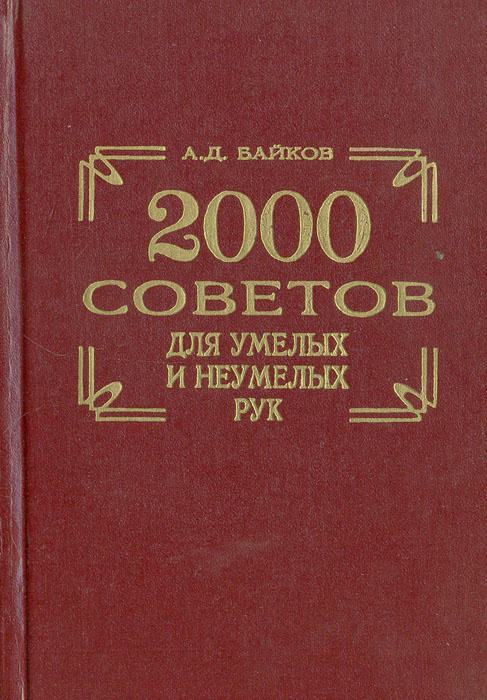 А.Д. БАЙКОВ
2000
СОВЕТОВ
ДЛЯ УМЕЛЫХ
И НЕУМЕЛЫХ
РУК